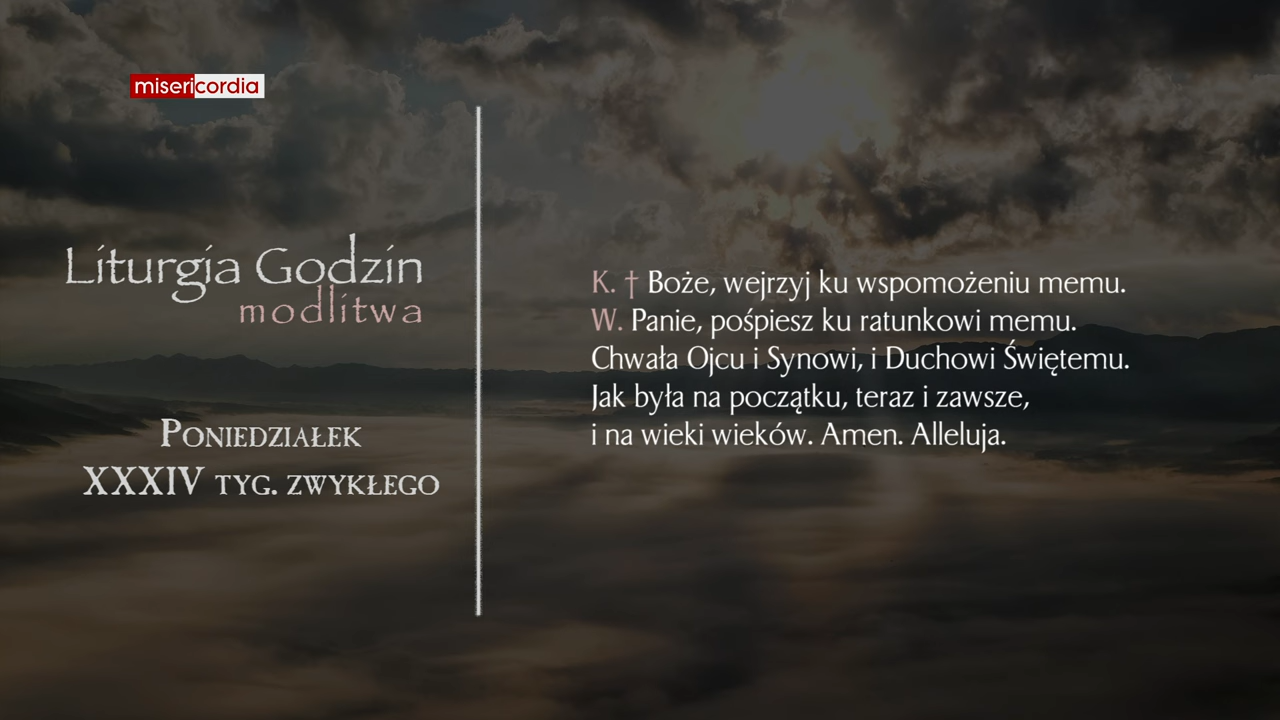 misericordia
Liturgia Godzin
modlitwa
Poniedziałek
XXXIV tyg. zwykłego
K. † Boże, wejrzyj ku wspomożeniu memu.
W. Panie, pośpiesz ku ratunkowi memu.
Chwała Ojcu i Synowi, i Duchowi Świętemu.
Jak była na początku, teraz i zawsze,
i na wieki wieków. Amen. Alleluja.